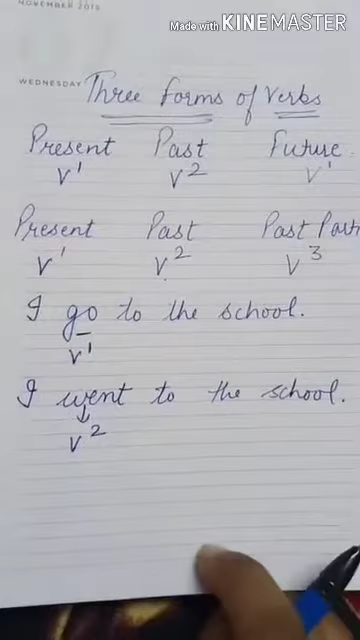 NOVEMBER 2015
Made with KINEMASTER
WEDNESDAY Three forms of Verbs
Present Past Future
V1 V2 V1
Present Past Past Parti
V1 V2 V3
I go to the school.
V1
I went to the school.
V2